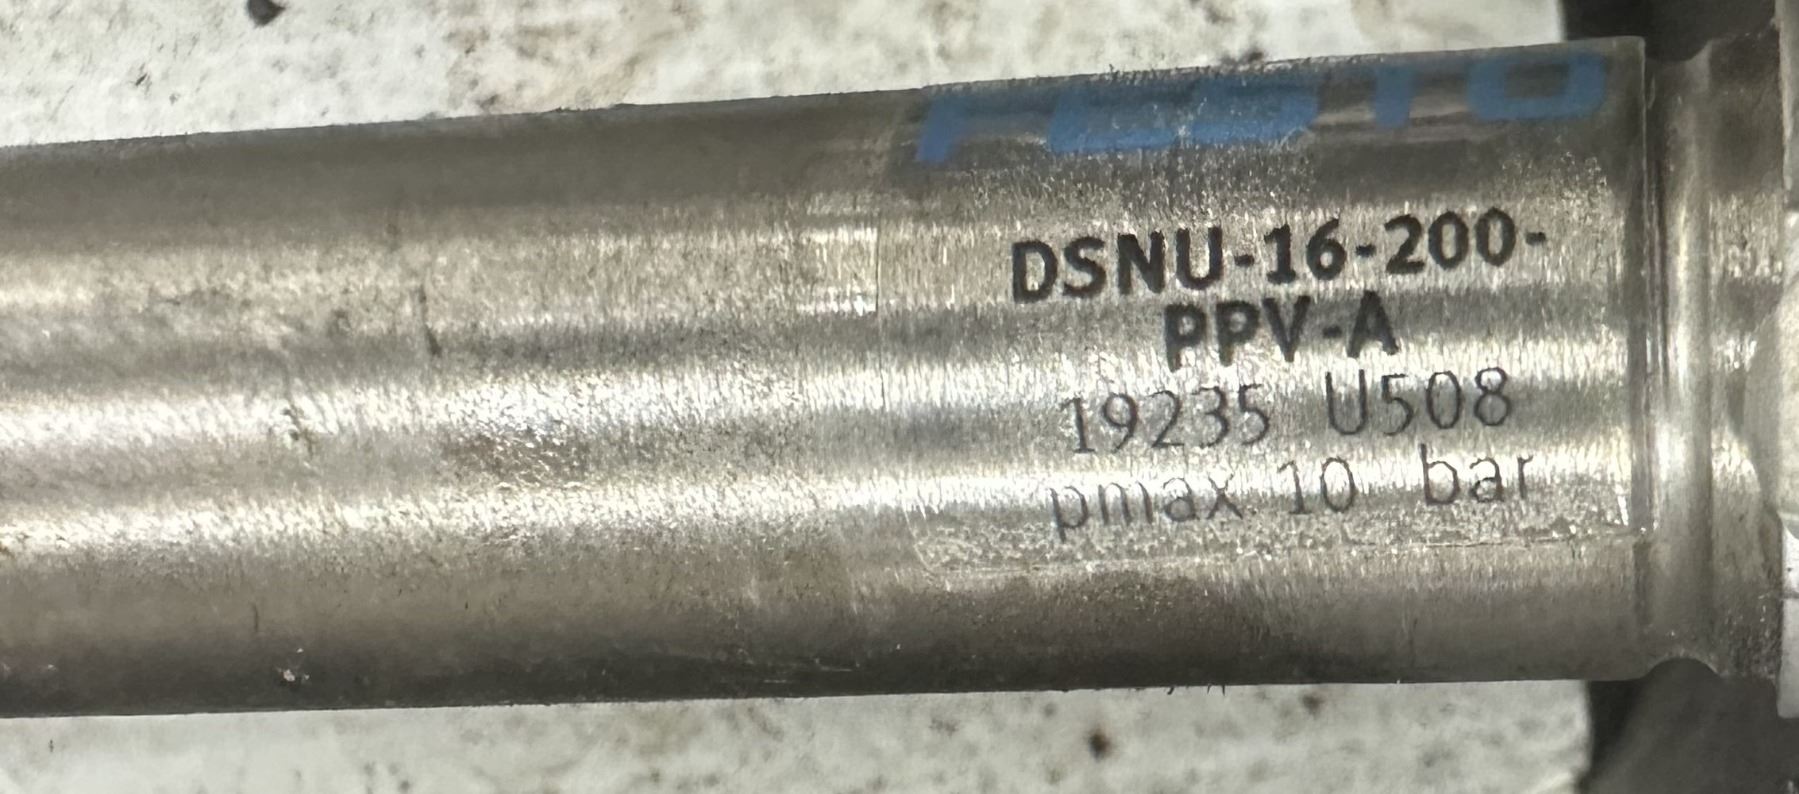 FESTO
DSNU-16-200-
PPV-A
19235 U508
pmax 10 bar